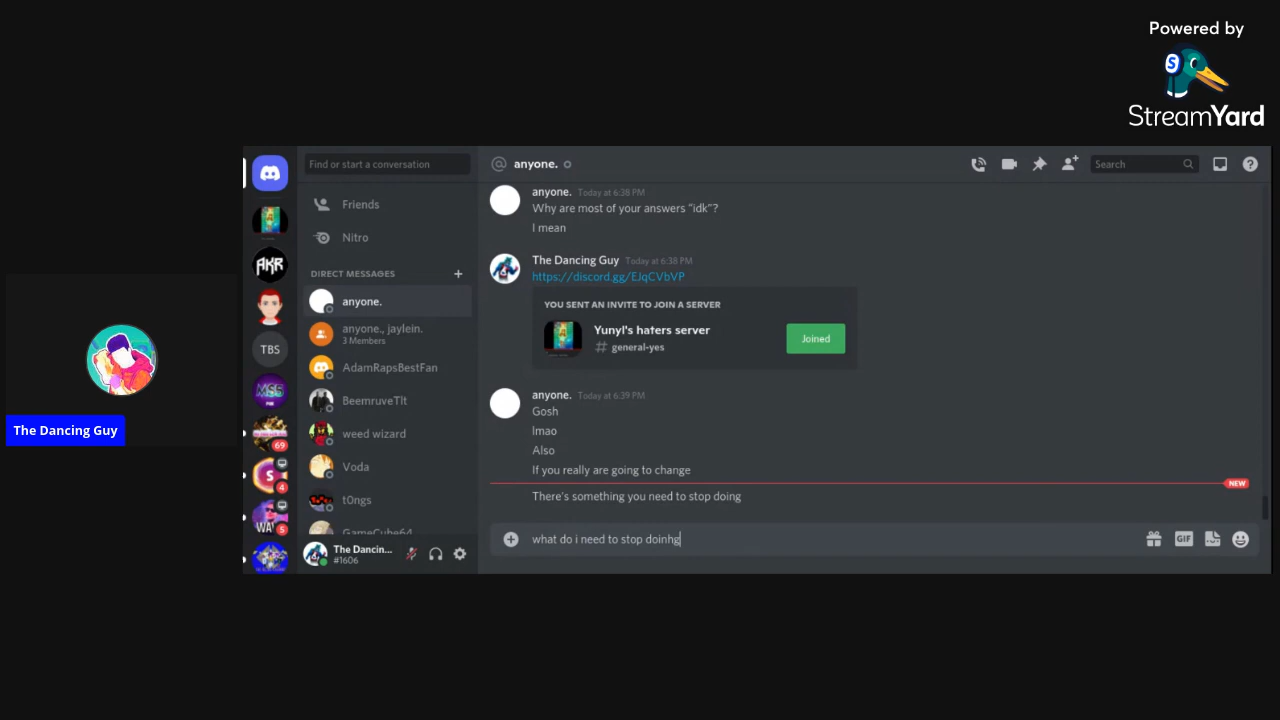 Powered by
StreamYard
Find or start a conversation
anyone.
Search
Friends
Nitro
DIRECT MESSAGES
anyone.
anyone., jaylein.
3 Members
AdamRapsBestFan
BeemruveTlt
weed wizard
Voda
t0ngs
GameCube64
The Dancin...
#1606
AKR
TBS
MSS
69
S
4
WA
S
anyone. Today at 6:38 PM
Why are most of your answers "idk"?
I mean
The Dancing Guy Today at 6:38 PM
https://discord.gg/EJqCVbVP
YOU SENT AN INVITE TO JOIN A SERVER
Yunyl's haters server
general-yes
Joined
anyone. Today at 6:39 PM
Gosh
lmao
Also
If you really are going to change
NEW
There's something you need to stop doing
what do i need to stop doinhg
GIF
The Dancing Guy